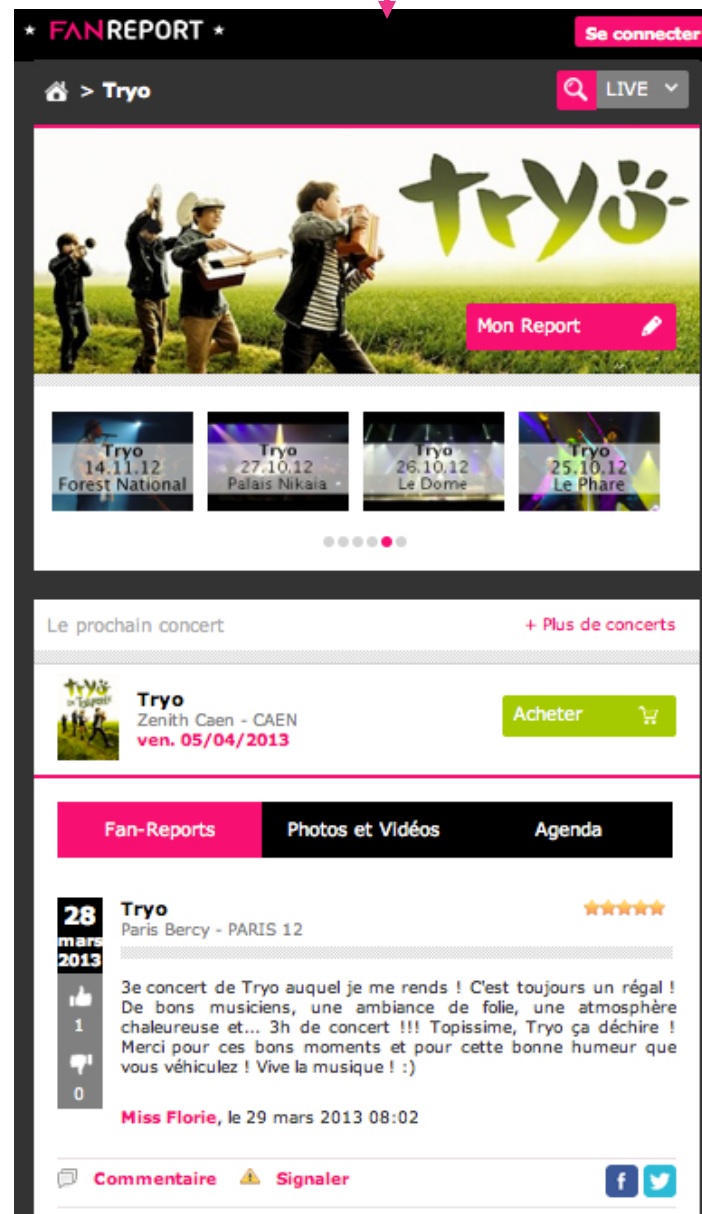 * FANREPORT *
Se connecter
> Tryo
LIVE
tryö
Mon Report
Tryo
14.11.12
Forest National
Tryo
27.10.12
Palais Nikaia
Tryo
26.10.12
Le Dome
Tryo
25.10.12
Le Phare
Le prochain concert
+ Plus de concerts
tryö
Tryo
Zenith Caen - CAEN
ven. 05/04/2013
Acheter
Fan-Reports
Photos et Vidéos
Agenda
28
mars
2013
1
0
Tryo
Paris Bercy - PARIS 12
3e concert de Tryo auquel je me rends ! C'est toujours un régal !
De bons musiciens, une ambiance de folie, une atmosphère
chaleureuse et... 3h de concert !!! Topissime, Tryo ça déchire !
Merci pour ces bons moments et pour cette bonne humeur que
vous véhiculez ! Vive la musique ! :)
Miss Florie, le 29 mars 2013 08:02
Commentaire
Signaler
f